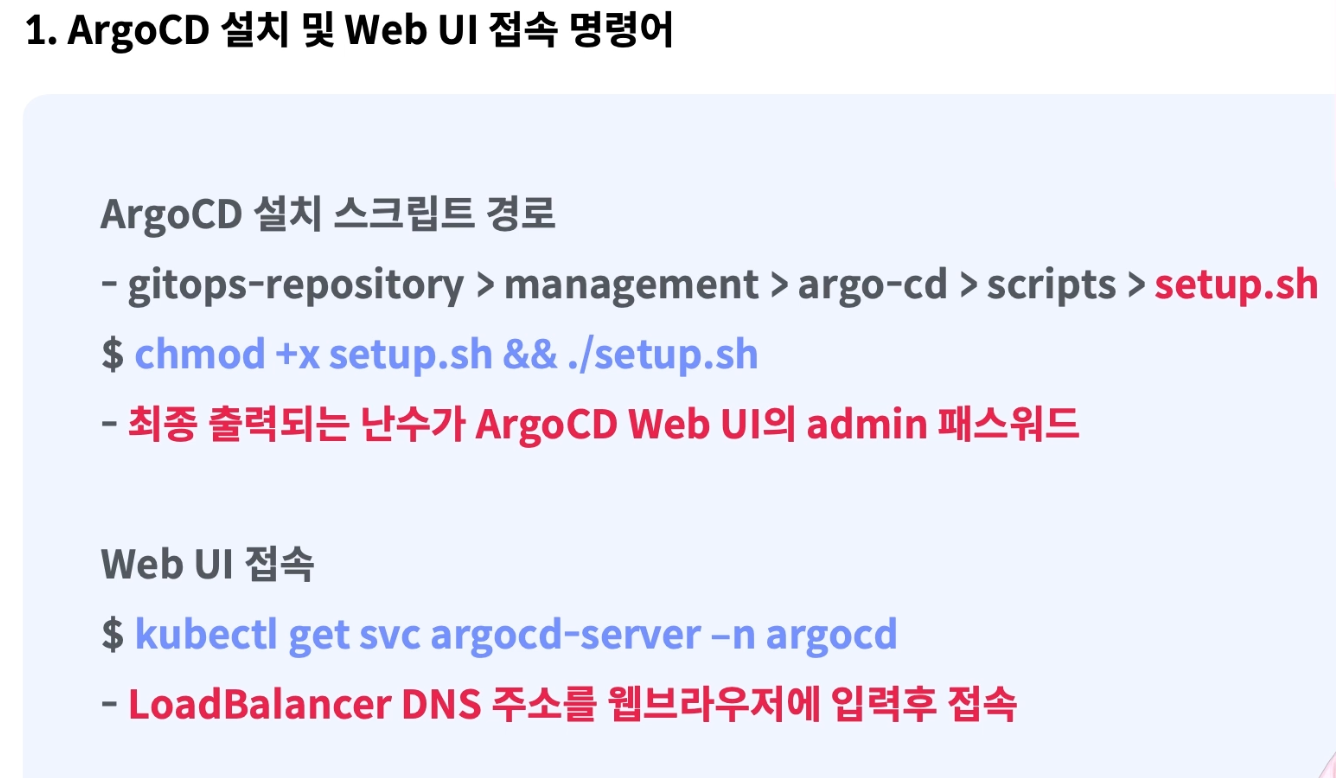 1. ArgoCD 설치 및 Web UI 접속 명령어
ArgoCD 설치 스크립트 경로
- gitops-repository > management > argo-cd > scripts > setup.sh
$ chmod +x setup.sh && ./setup.sh
- 최종 출력되는 난수가 ArgoCD Web UI의 admin 패스워드
Web UI 접속
$ kubectl get svc argocd-server –n argocd
- LoadBalancer DNS 주소를 웹브라우저에 입력후 접속